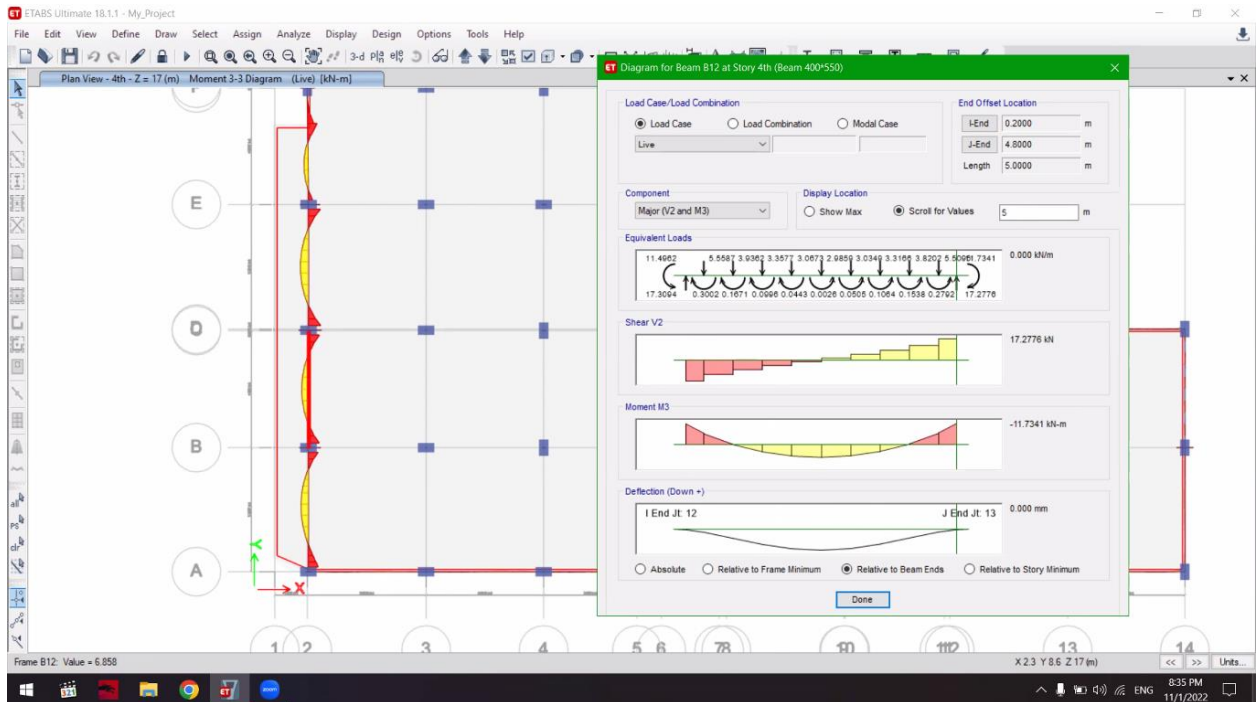 ETABS Ultimate 18.1.1 - My_Project
File Edit View Define Draw Select Assign Analyze Display Design Options Tools Help
3-d
Plan View - 4th - Z = 17 (m) Moment 3-3 Diagram (Live) [kN-m]
Diagram for Beam B12 at Story 4th (Beam 400*550)
Load Case/Load Combination
Load Case Load Combination Modal Case
Live
End Offset Location
I-End 0.2000 m
J-End 4.8000 m
Length 5.0000 m
Component
Major (V2 and M3)
Display Location
Show Max Scroll for Values 5 m
Equivalent Loads
11.4962 5.5587 3.9362 3.3577 3.0673 2.9859 3.0349 3.3166 3.8202
17.3094 0.3002 0.1671 0.0996 0.0443 0.0026 0.0505 0.1064 0.1538 0.2792 17.2776
0.000 kN/m
Shear V2
17.2776 kN
Moment M3
-11.7341 kN-m
Deflection (Down +)
I End Jt: 12 J End Jt: 13
0.000 mm
Absolute Relative to Frame Minimum Relative to Beam Ends Relative to Story Minimum
Done
E
D
B
A
Y
X
1 2 3 4 5 6 13 14
all
PS
clr
Frame B12: Value = 6.858
X 2.3 Y 8.6 Z 17 (m)
<< >> Units...
zoom
ENG
8:35 PM
11/1/2022